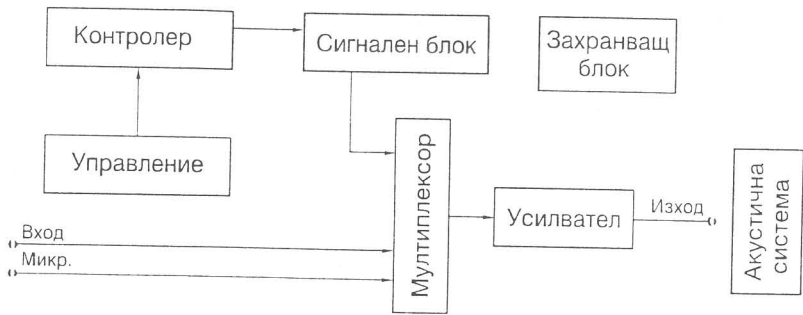 Контролер
Сигнален блок
Захранващ
блок
Управление
Мултиплексор
Усилвател
Изход
Акустична
система
Вход
Микр.